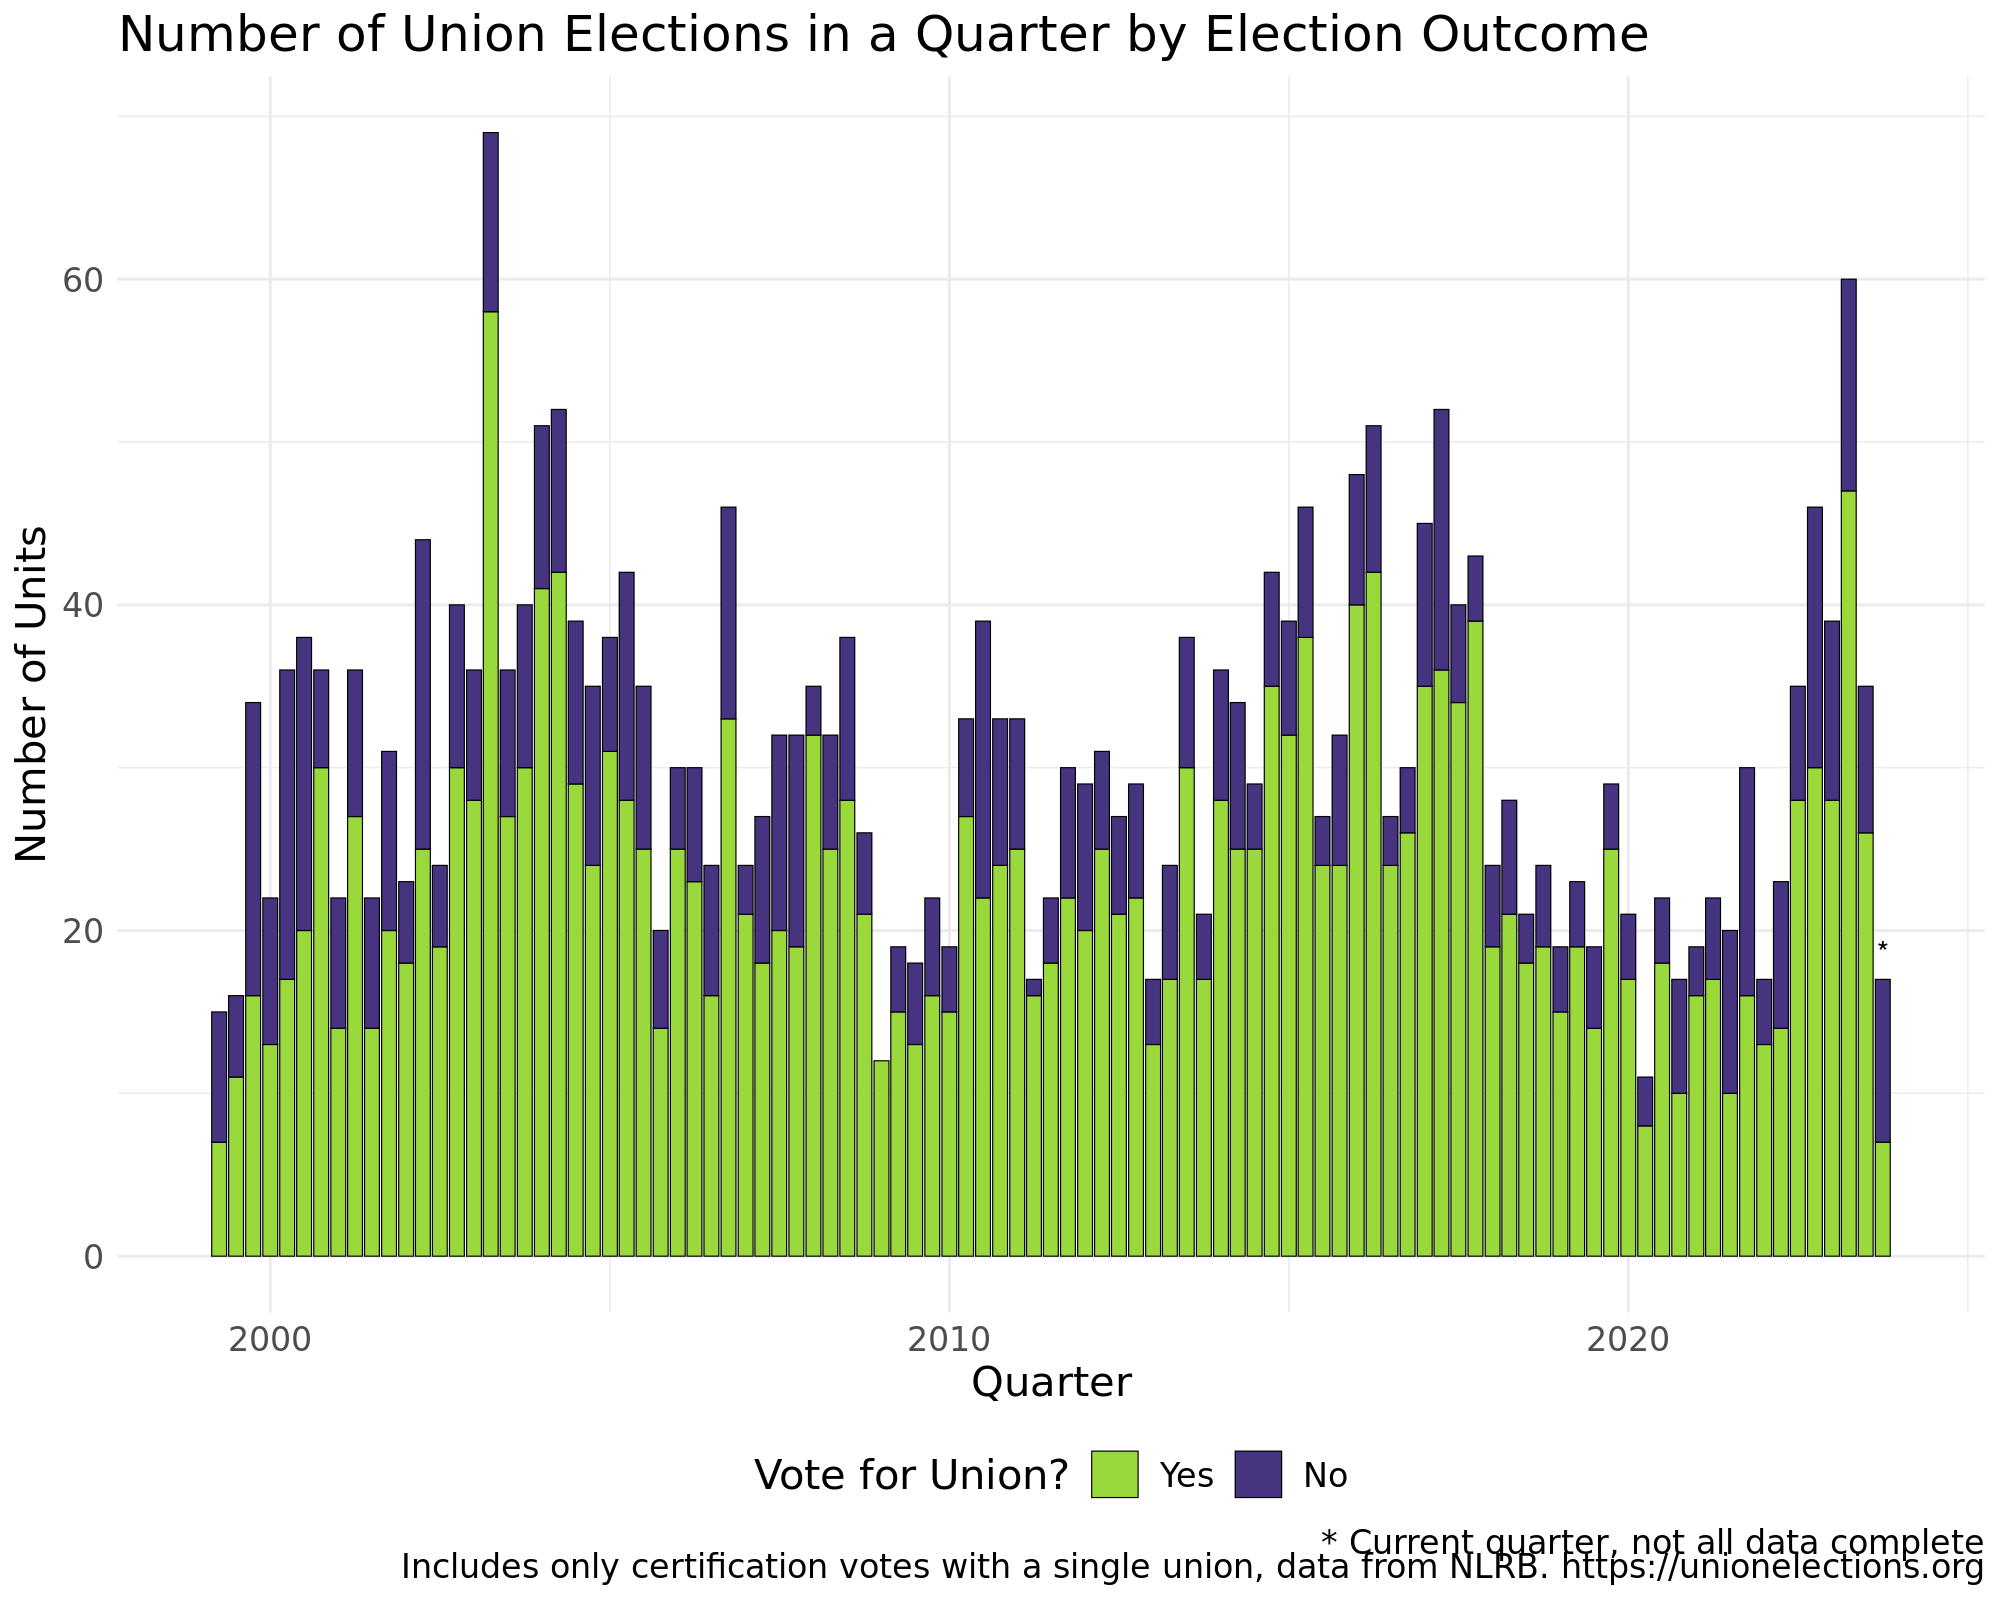 Number of Union Elections in a Quarter by Election Outcome
Number of Units
60
40
20
0
*
2000 2010 2020
Quarter
Vote for Union? Yes No
* Current quarter, not all data complete
Includes only certification votes with a single union, data from NLRB. https://unionelections.org